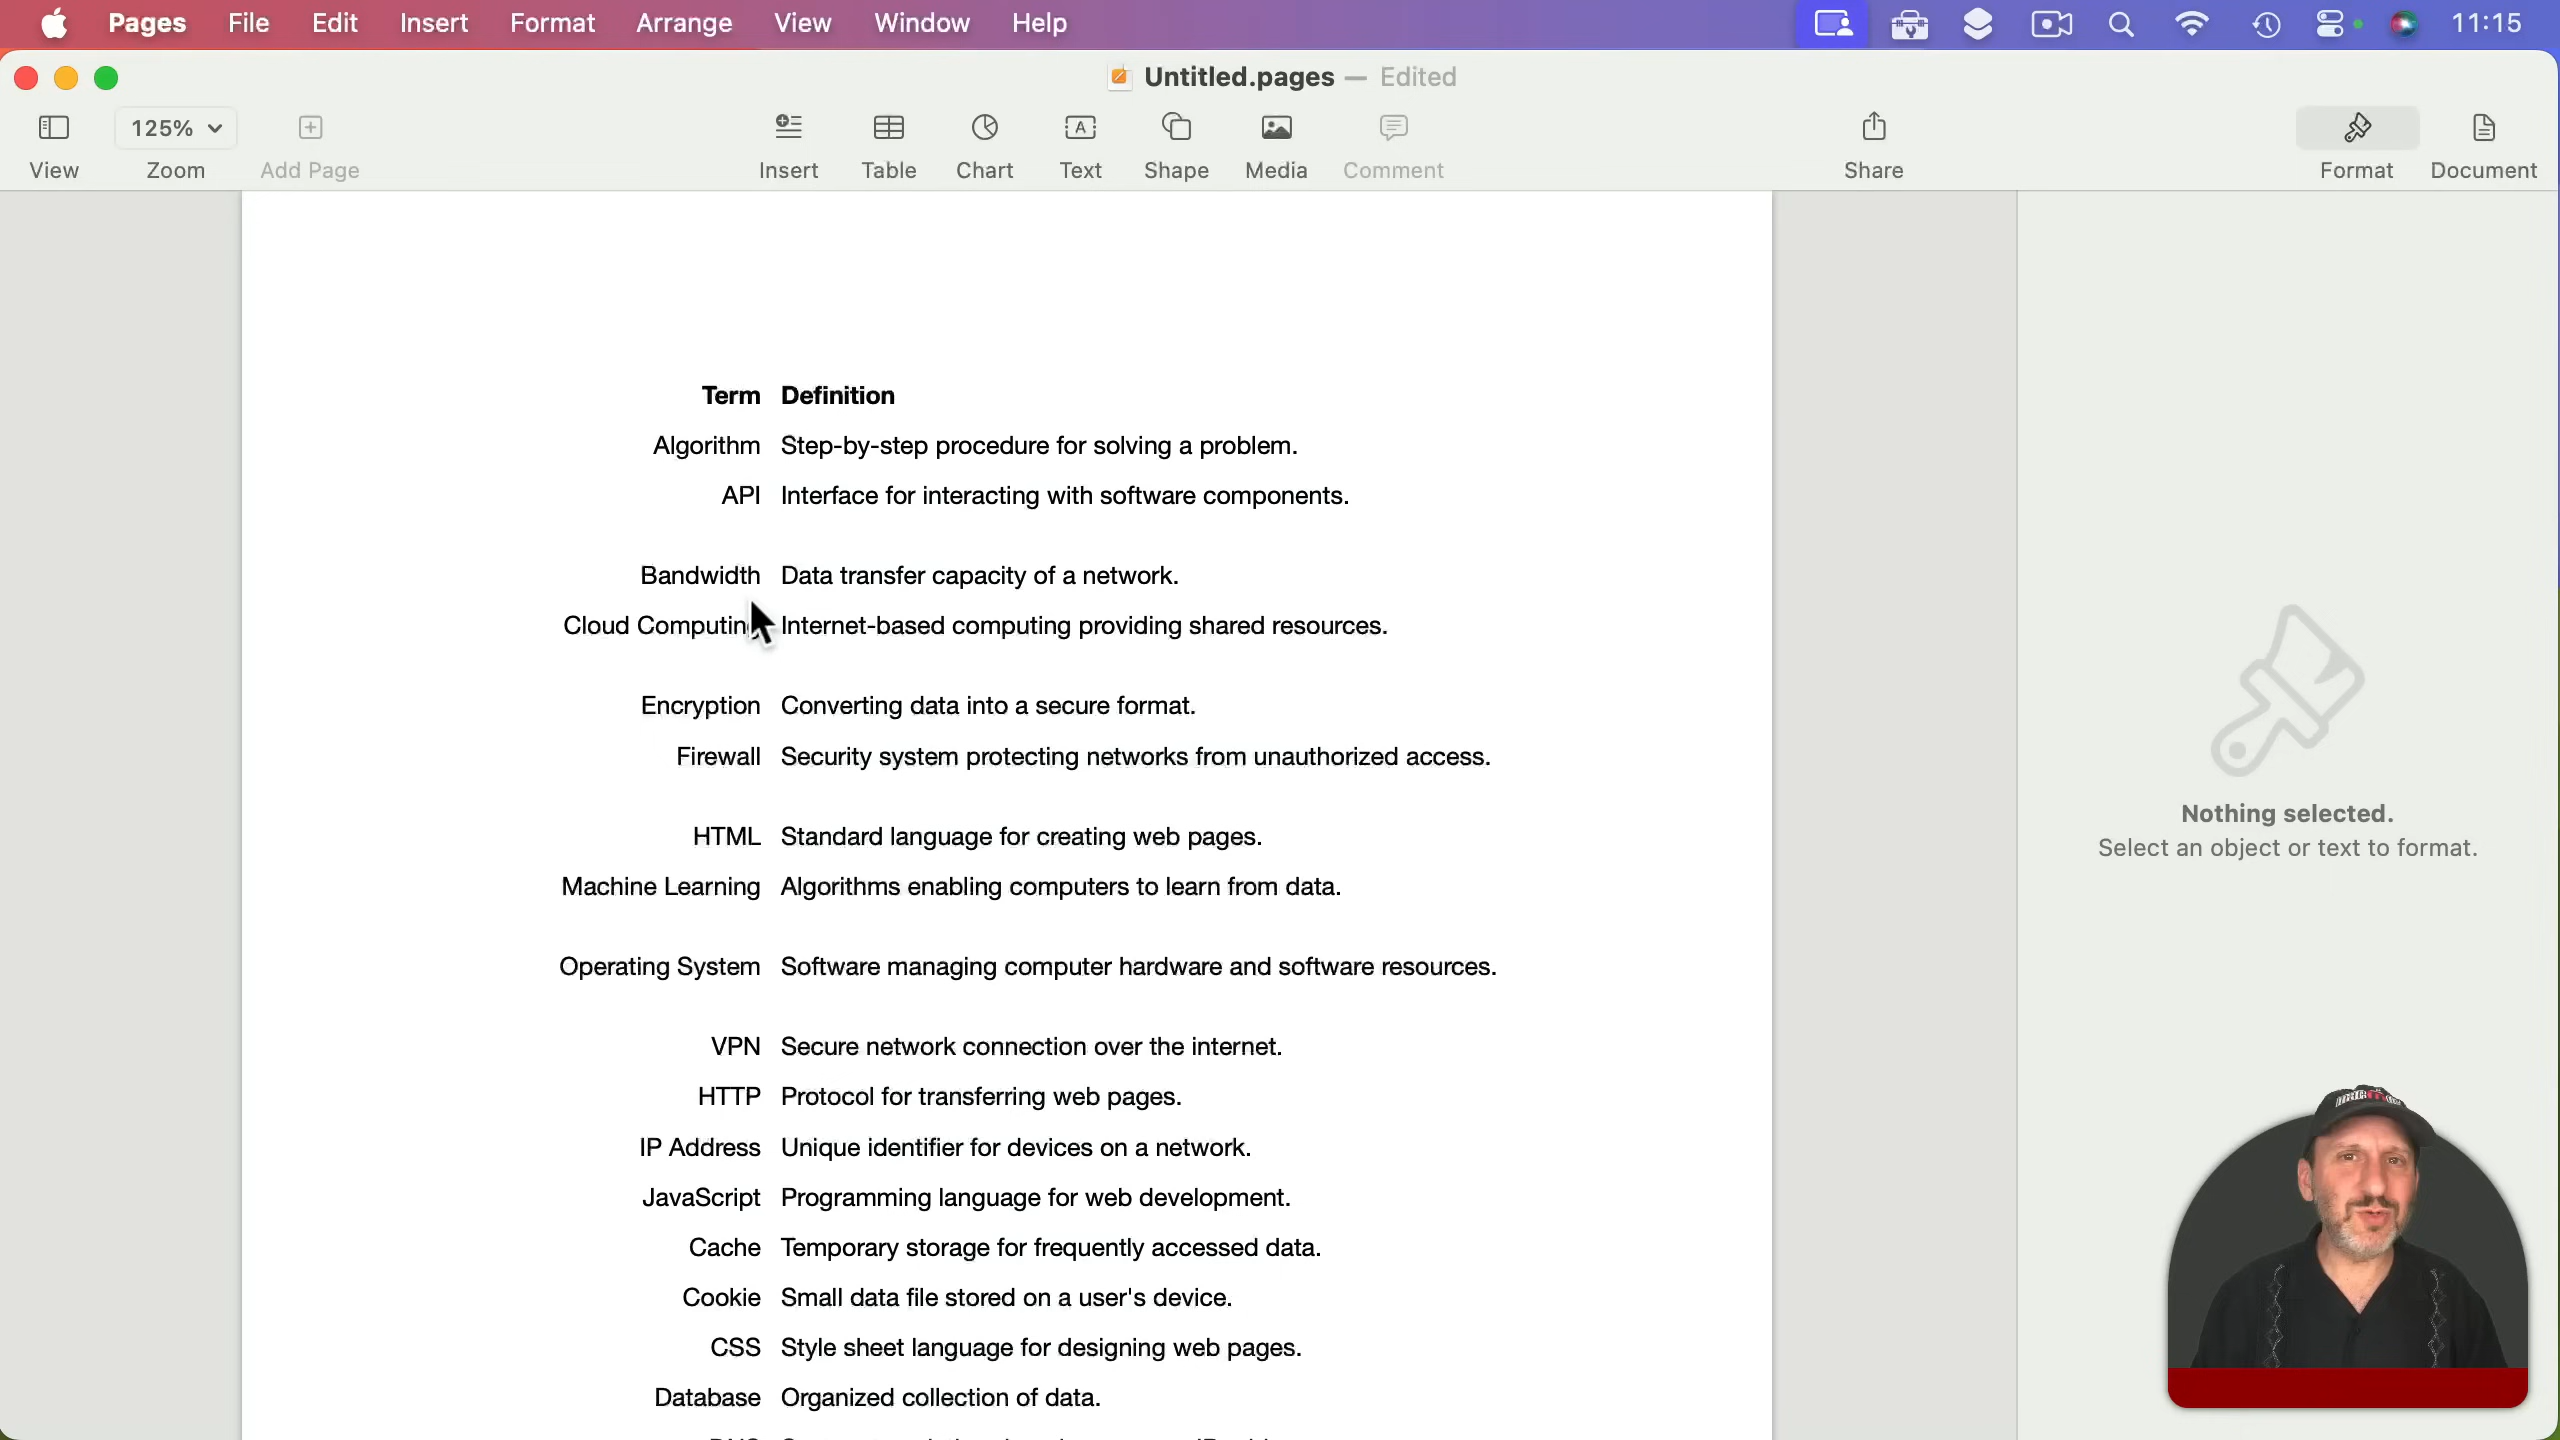 Pages File Edit Insert Format Arrange View Window Help 11:15
Untitled.pages — Edited
125%
View Zoom Add Page Insert Table Chart Text Shape Media Comment Share Format Document
Term Definition
Algorithm Step-by-step procedure for solving a problem.
API Interface for interacting with software components.
Bandwidth Data transfer capacity of a network.
Cloud Computing Internet-based computing providing shared resources.
Encryption Converting data into a secure format.
Firewall Security system protecting networks from unauthorized access.
HTML Standard language for creating web pages.
Machine Learning Algorithms enabling computers to learn from data.
Operating System Software managing computer hardware and software resources.
VPN Secure network connection over the internet.
HTTP Protocol for transferring web pages.
IP Address Unique identifier for devices on a network.
JavaScript Programming language for web development.
Cache Temporary storage for frequently accessed data.
Cookie Small data file stored on a user's device.
CSS Style sheet language for designing web pages.
Database Organized collection of data.
Nothing selected.
Select an object or text to format.